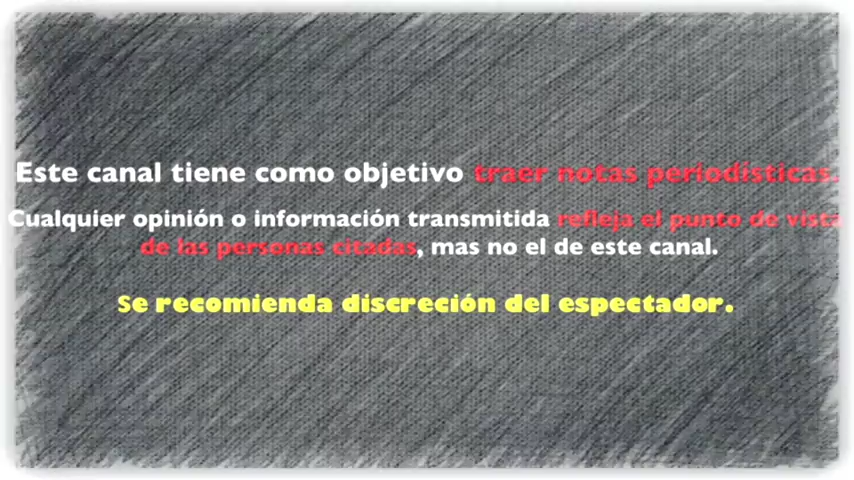 Este canal tiene como objetivo traer notas periodísticas.
Cualquier opinión o información transmitida refleja el punto de vista
de las personas citadas, mas no el de este canal.
Se recomienda discreción del espectador.